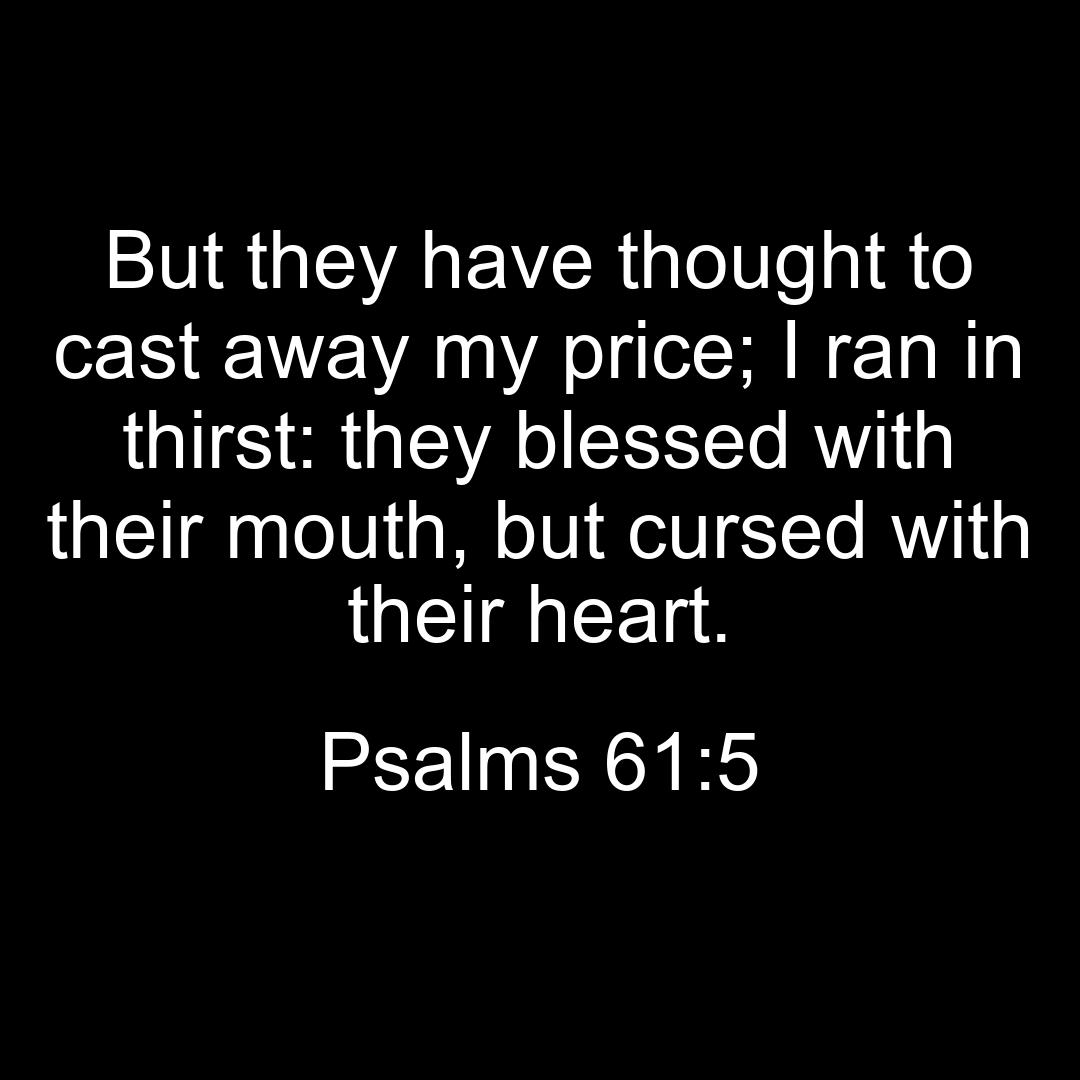 But they have thought to
cast away my price; I ran in
thirst: they blessed with
their mouth, but cursed with
their heart.
Psalms 61:5